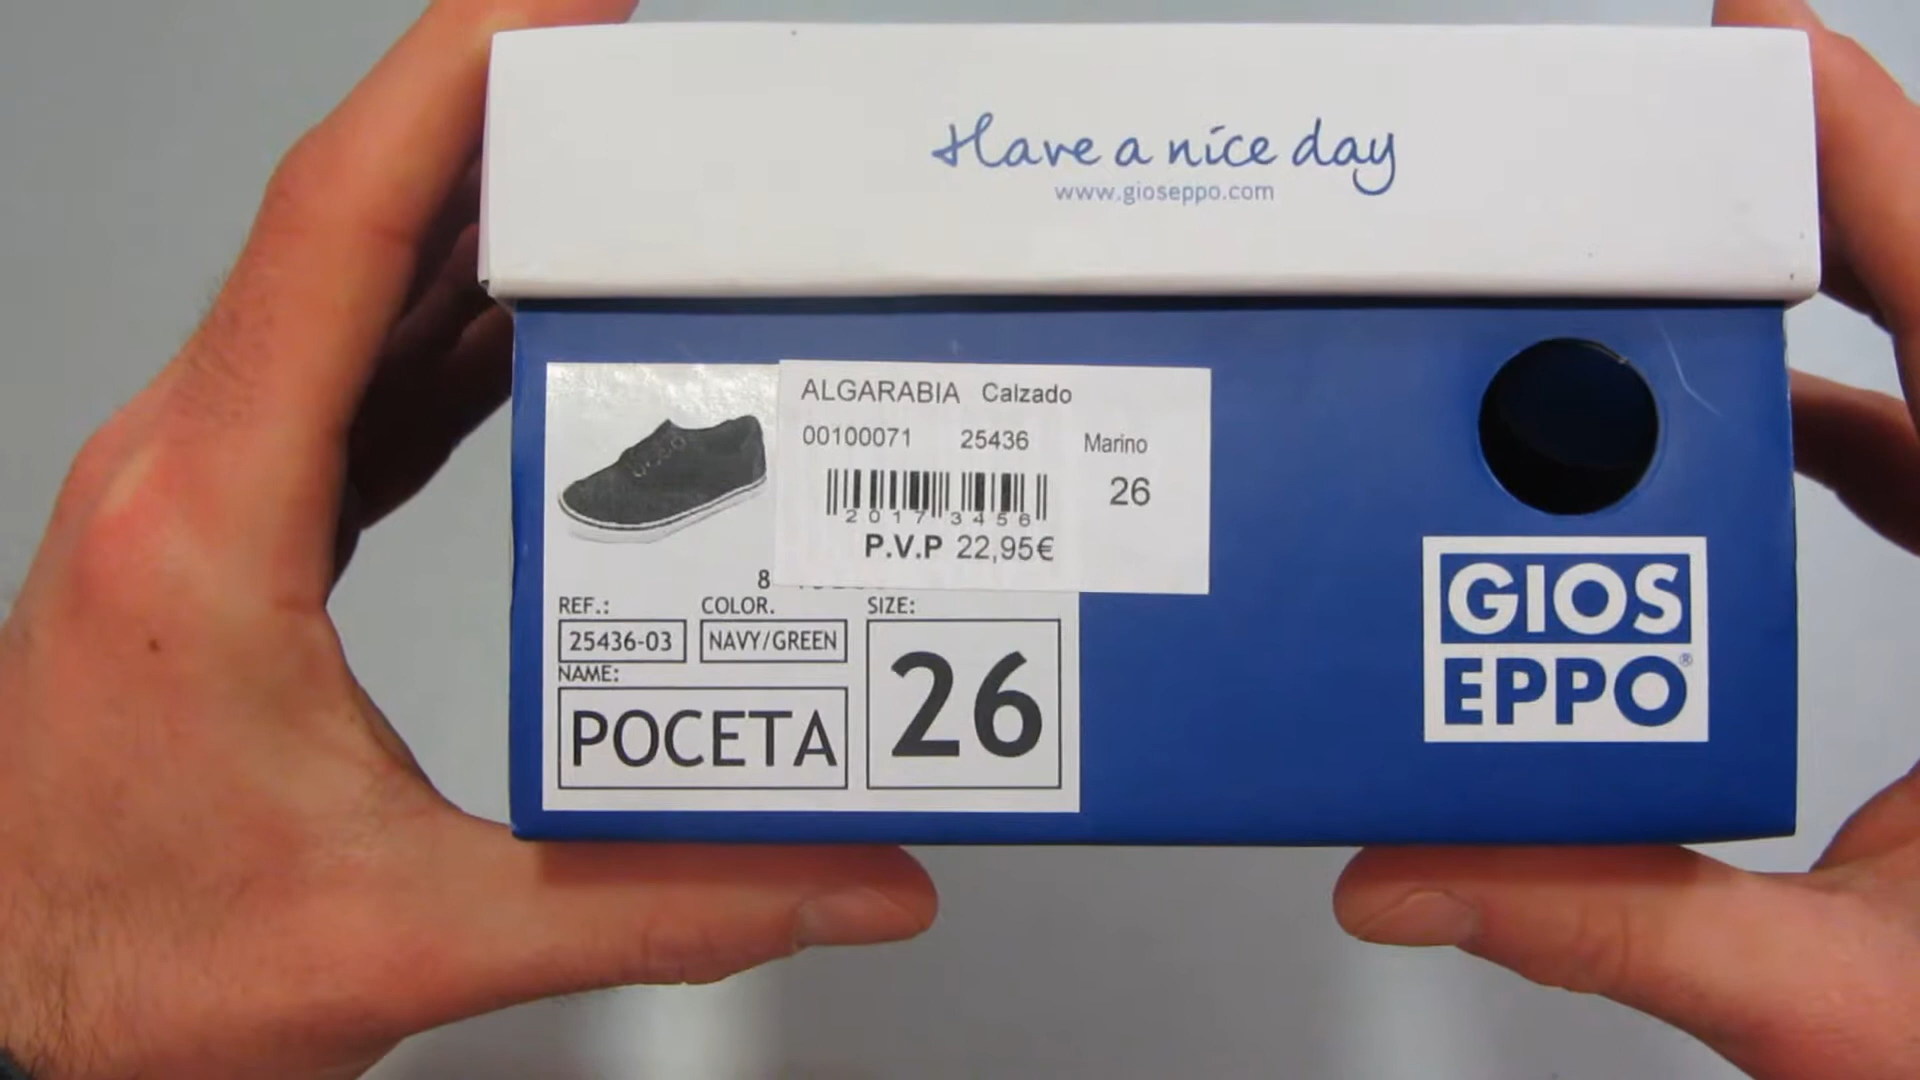 Have a nice day
www.gioseppo.com
ALGARABIA Calzado
00100071 25436 Marino
26
2017 3456
P.V.P 22,95€
8
REF.: COLOR. SIZE:
25436-03 NAVY/GREEN 26
NAME:
POCETA
GIOS
EPPO®